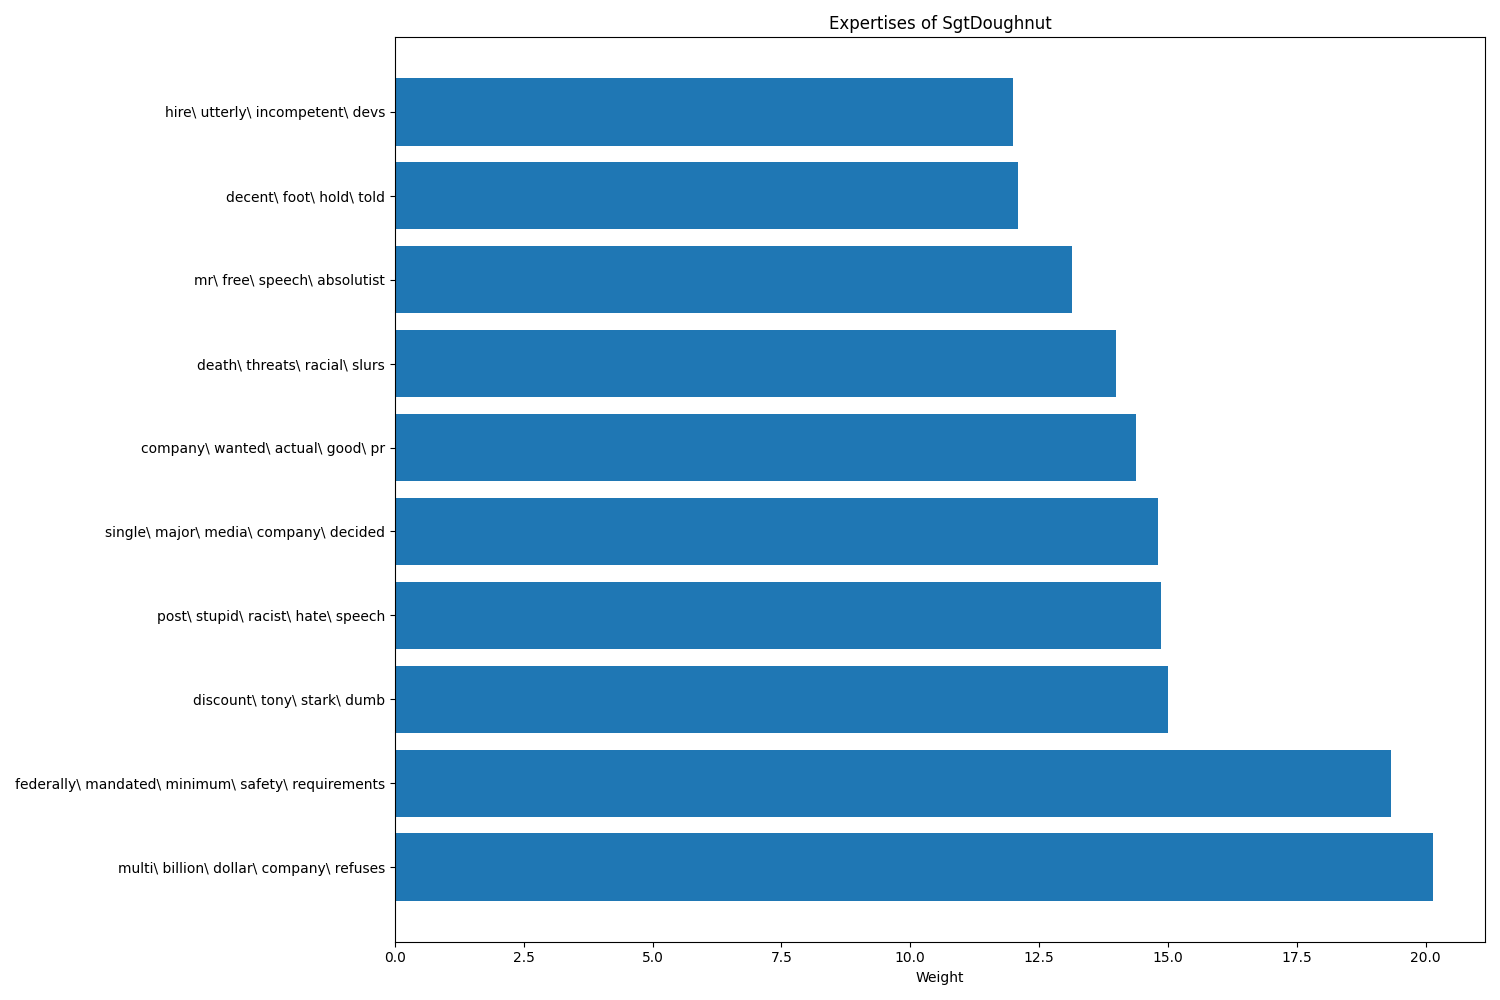 Expertises of SgtDoughnut
hire\ utterly\ incompetent\ devs
decent\ foot\ hold\ told
mr\ free\ speech\ absolutist
death\ threats\ racial\ slurs
company\ wanted\ actual\ good\ pr
single\ major\ media\ company\ decided
post\ stupid\ racist\ hate\ speech
discount\ tony\ stark\ dumb
federally\ mandated\ minimum\ safety\ requirements
multi\ billion\ dollar\ company\ refuses
0.0 2.5 5.0 7.5 10.0 12.5 15.0 17.5 20.0
Weight